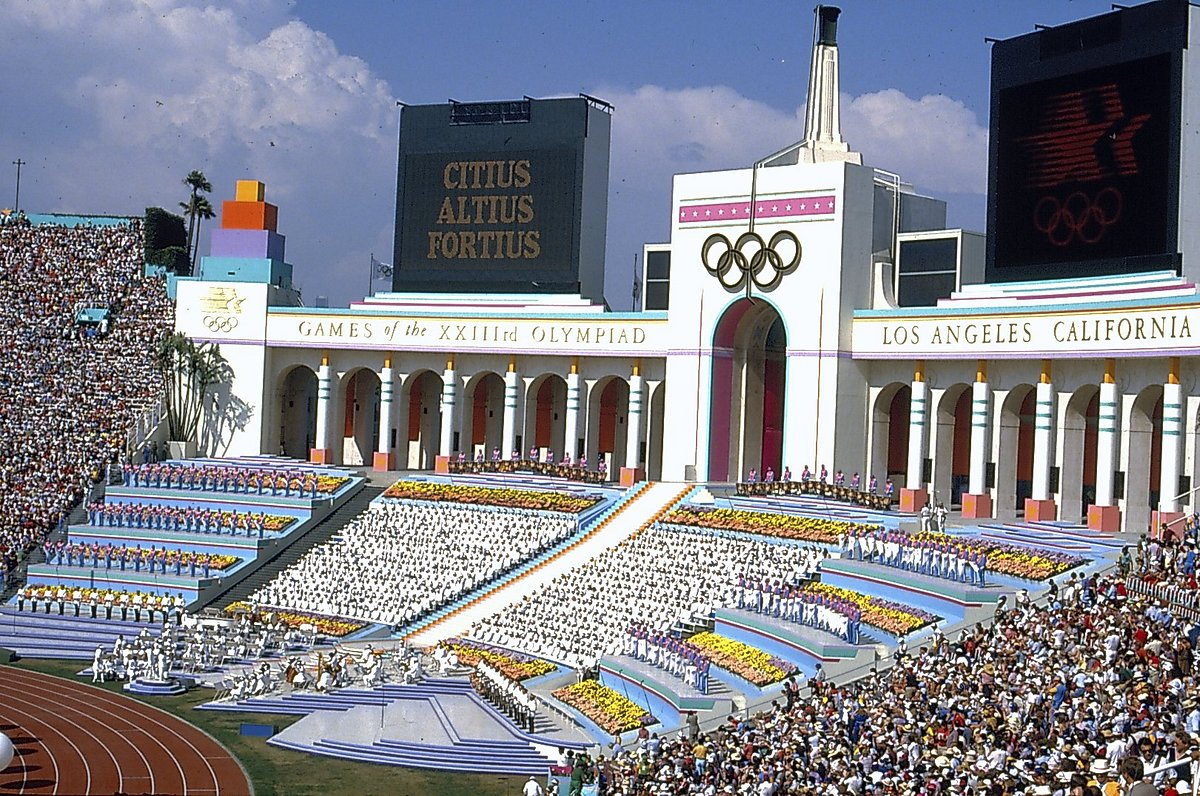 CITIUS
ALTIUS
FORTIUS
GAMES of the XXIIIrd OLYMPIAD
LOS ANGELES CALIFORNIA